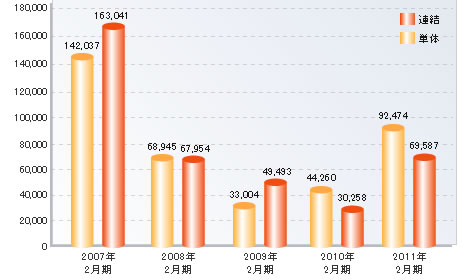 180,000
160,000
140,000
120,000
100,000
80,000
60,000
40,000
20,000
0
142,037
163,041
68,945
67,954
33,004
49,493
44,260
30,258
92,474
69,587
連結
単体
2007年
2月期
2008年
2月期
2009年
2月期
2010年
2月期
2011年
2月期